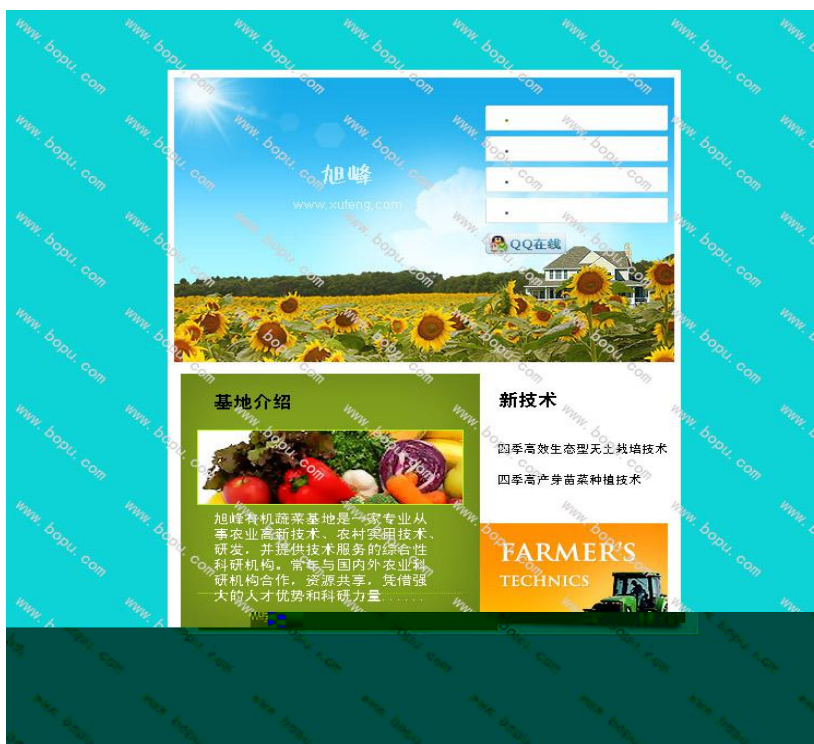 旭峰
www.xufeng.com
QQ在线
基地介绍
旭峰有机蔬菜基地是一家专业从
事农业高新技术、农村实用技术、
研发，并提供技术服务的综合性
科研机构。常年与国内外农业科
研机构合作，资源共享，凭借强
大的人才优势和科研力量......
新技术
四季高效生态型无土栽培技术
四季高产芽苗菜种植技术
FARMER'S
TECHNICS
www.bopu.com